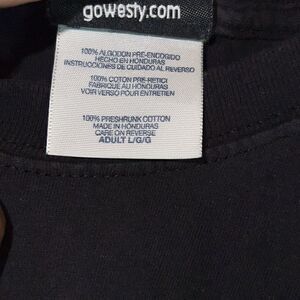 gowesty.com
100% ALGODON PRE-ENCOGIDO
HECHO EN HONDURAS
INSTRUCCIONES DE CUIDADO AL REVERSO
100% COTON PRE-RETICI
FABRIQUE AU HONDURAS
VOIR VERSO POUR ENTRETIEN
100% PRESHRUNK COTTON
MADE IN HONDURAS
CARE ON REVERSE
ADULT L/G/G